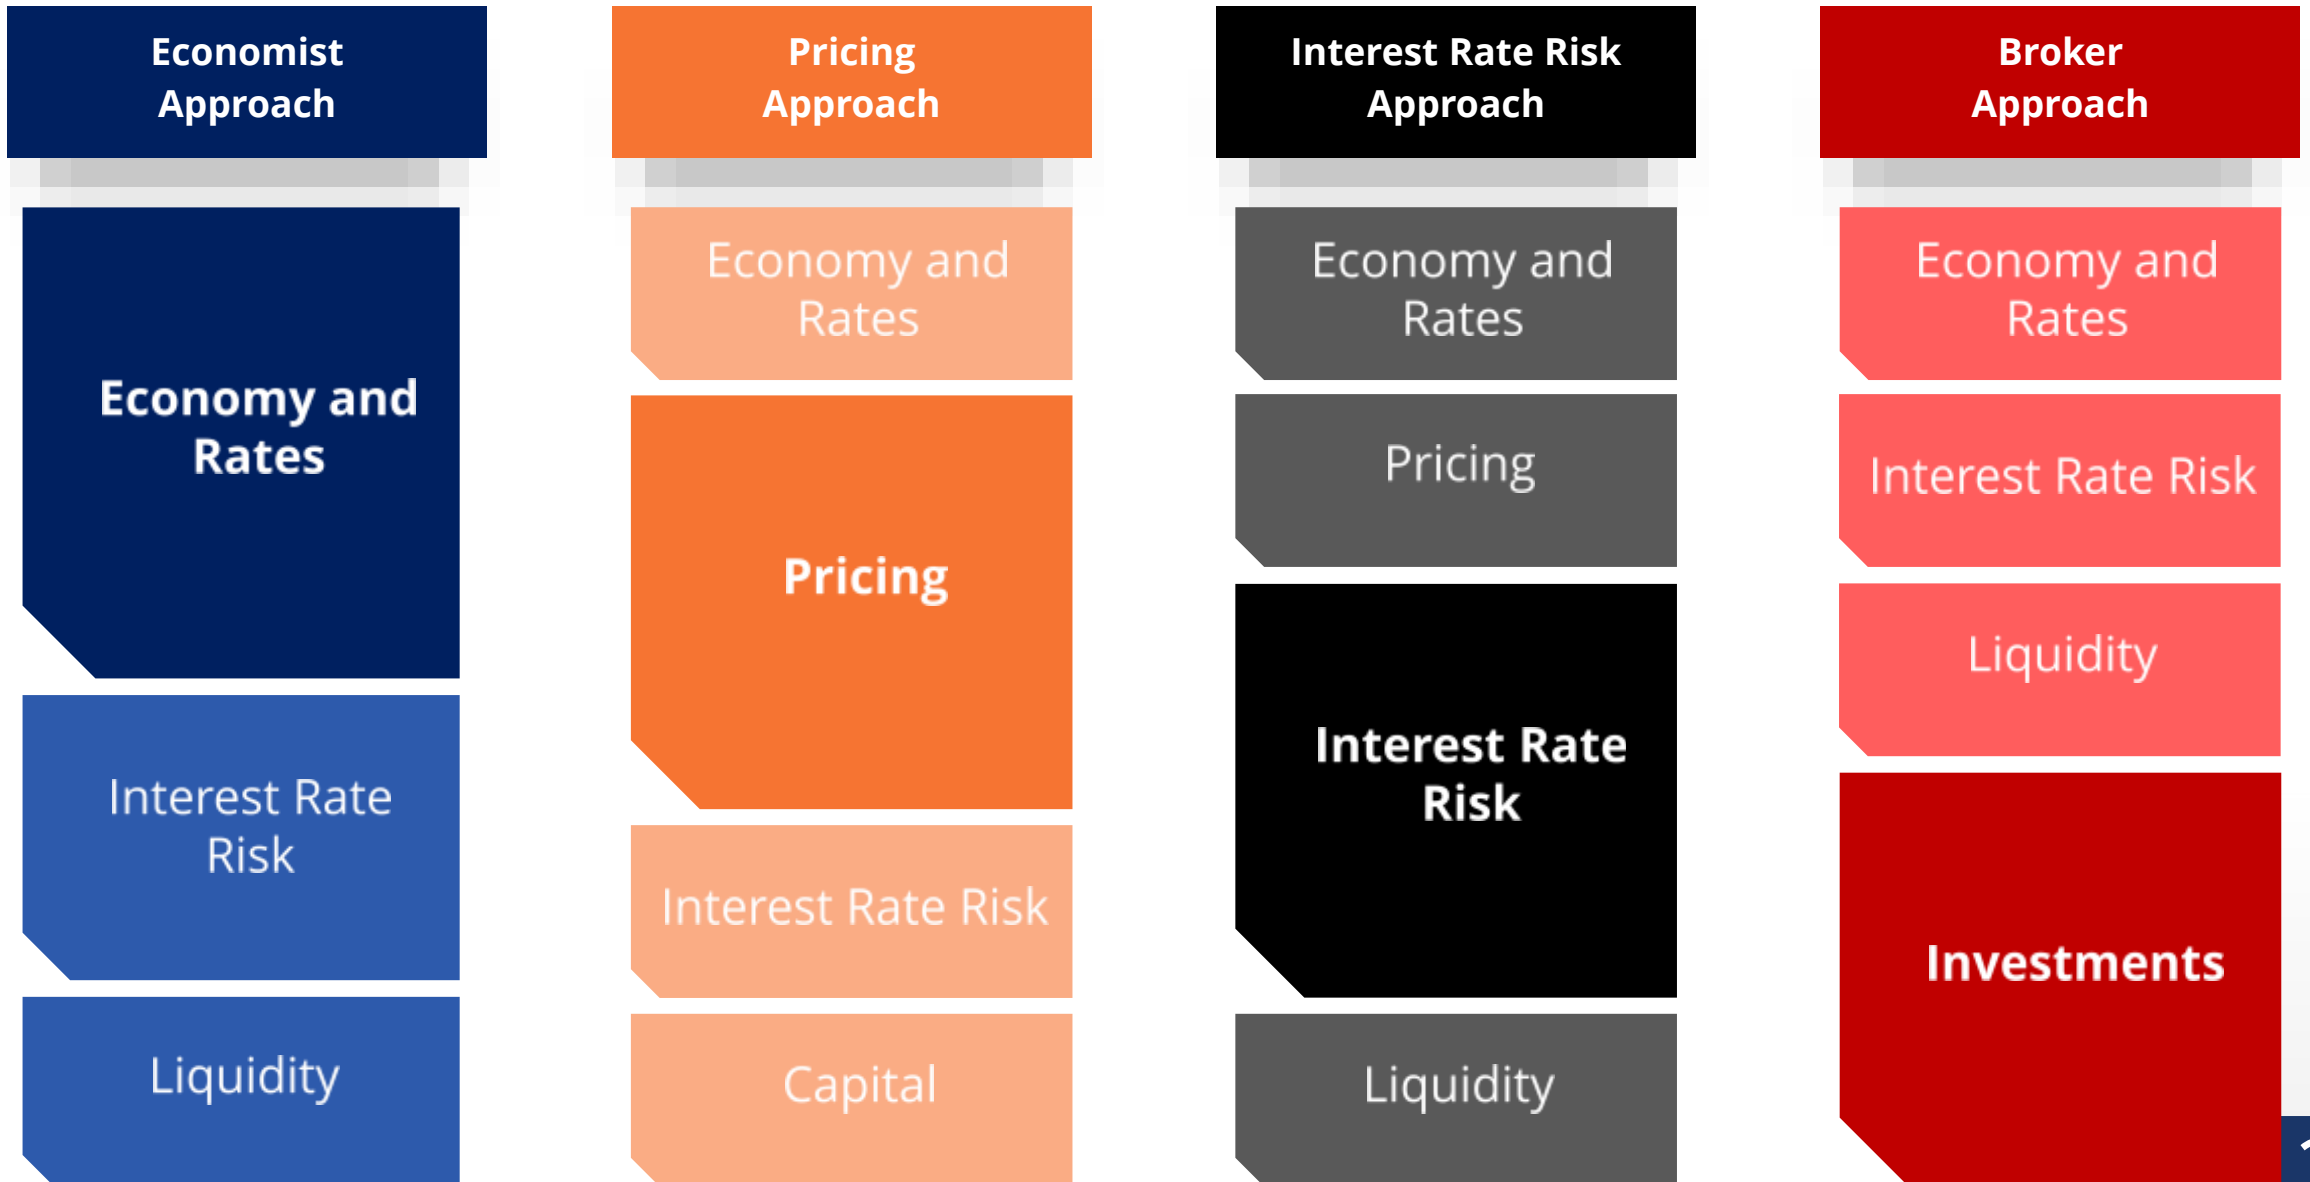 Economist
Approach
Economy and
Rates
Interest Rate
Risk
Liquidity
Pricing
Approach
Economy and
Rates
Pricing
Interest Rate Risk
Capital
Interest Rate Risk
Approach
Economy and
Rates
Pricing
Interest Rate
Risk
Liquidity
Broker
Approach
Economy and
Rates
Interest Rate Risk
Liquidity
Investments